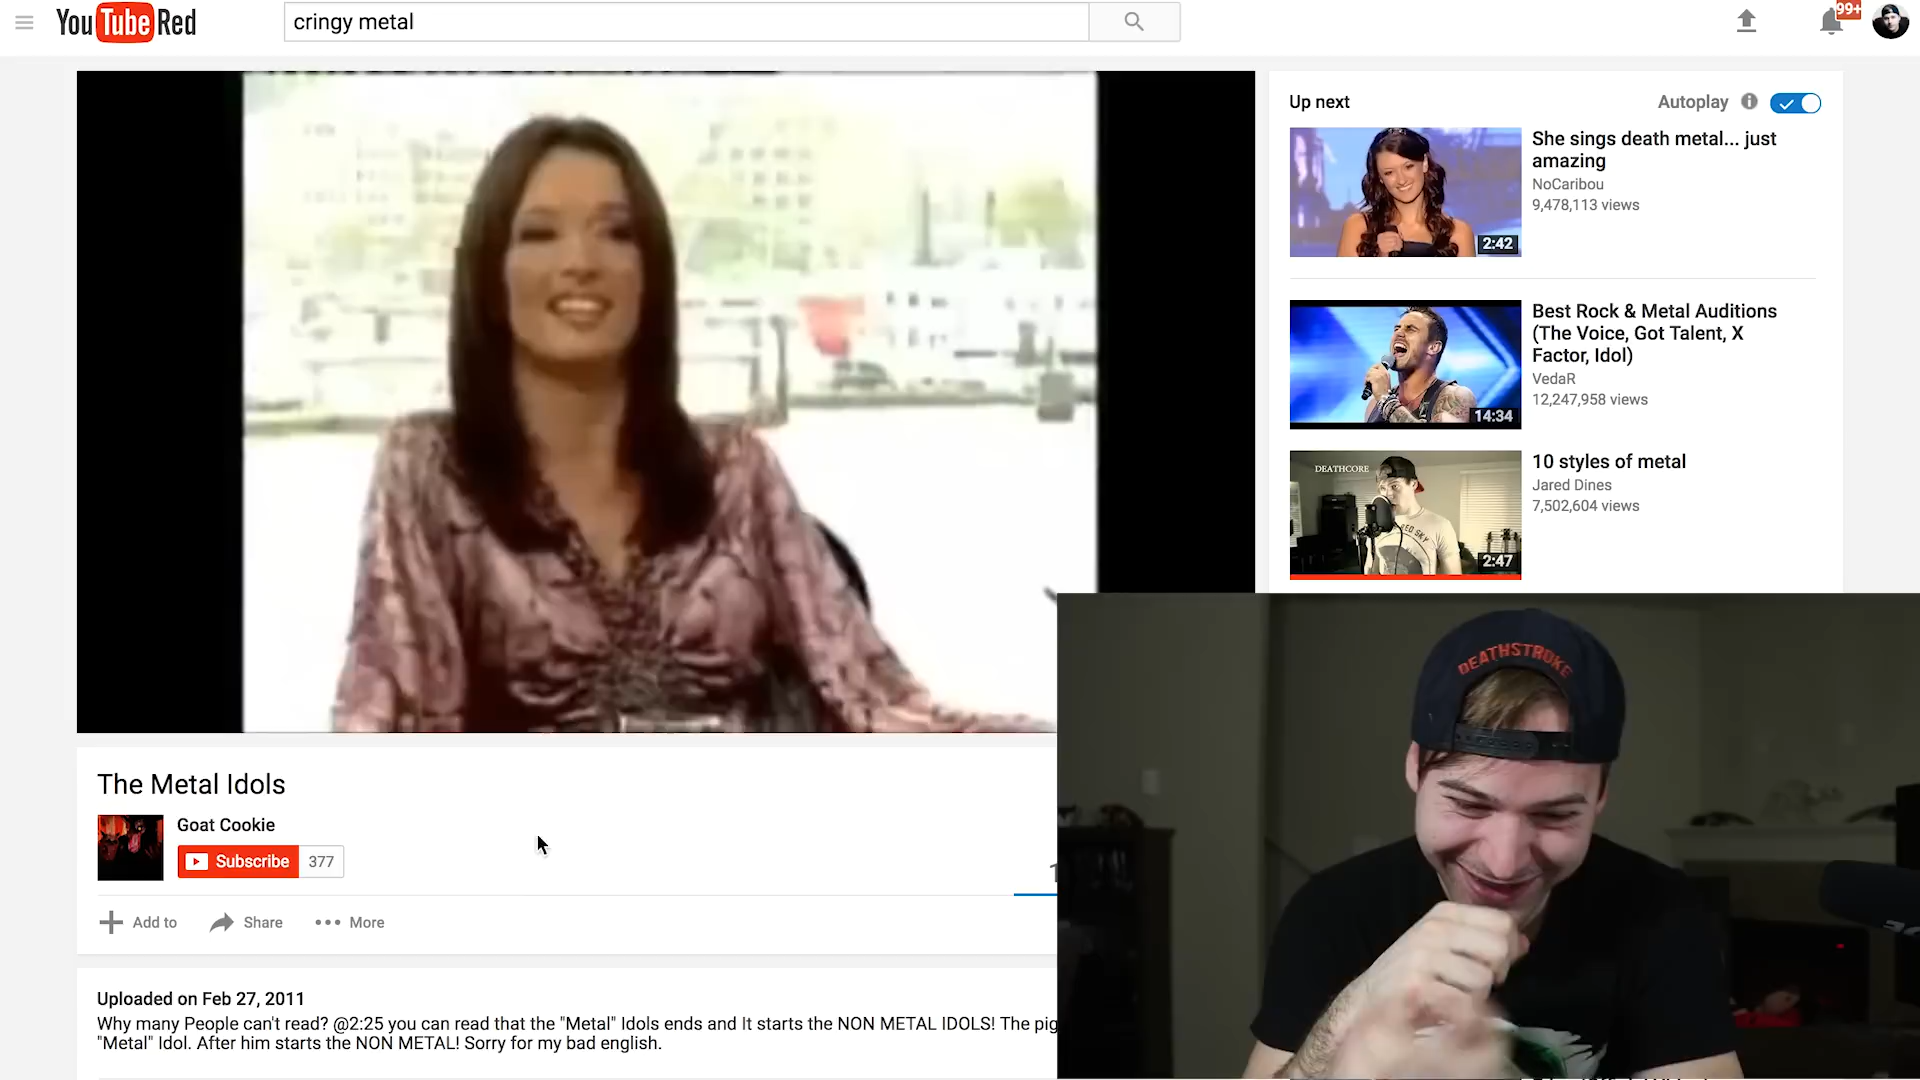 YouTube Red
cringy metal
99+
Up next
Autoplay
She sings death metal... just
amazing
NoCaribou
9,478,113 views
2:42
Best Rock & Metal Auditions
(The Voice, Got Talent, X
Factor, Idol)
VedaR
12,247,958 views
14:34
10 styles of metal
Jared Dines
7,502,604 views
DEATHCORE
RED SKY
2:47
DEATHSTROKE
The Metal Idols
Goat Cookie
Subscribe 377
Add to Share More
Uploaded on Feb 27, 2011
Why many People can't read? @2:25 you can read that the "Metal" Idols ends and It starts the NON METAL IDOLS! The pig
"Metal" Idol. After him starts the NON METAL! Sorry for my bad english.